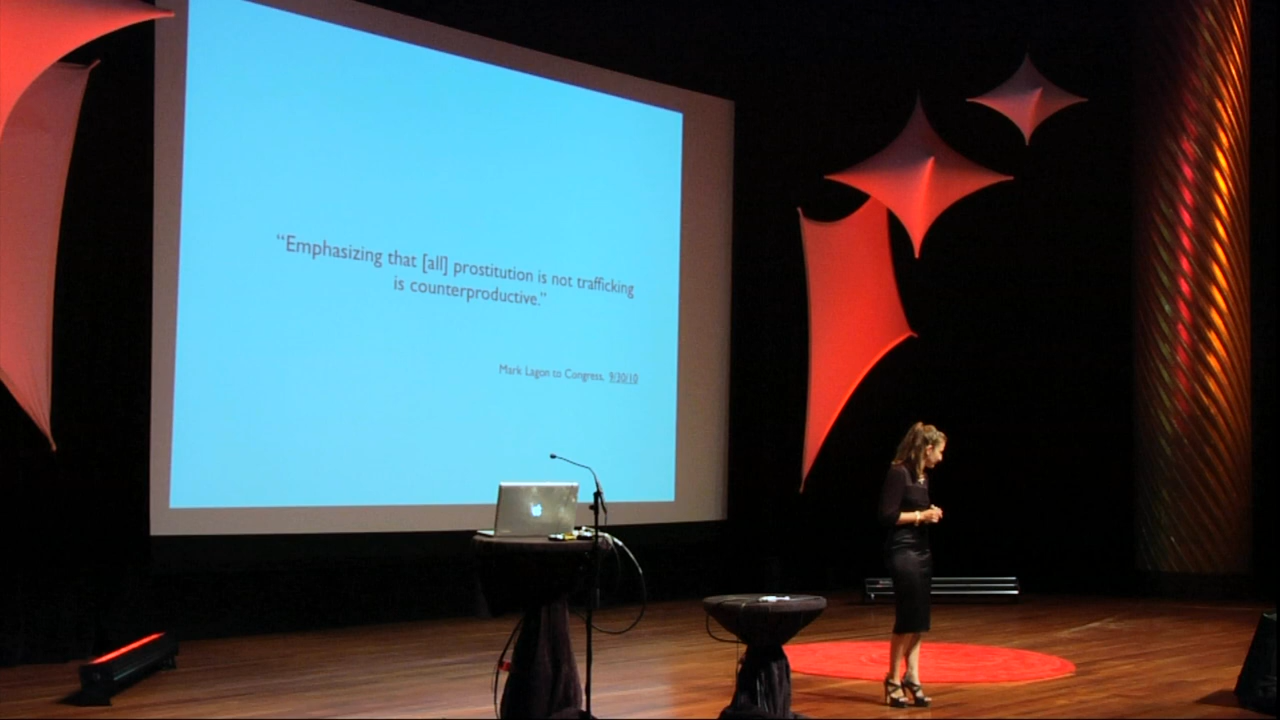 “Emphasizing that [all] prostitution is not trafficking
is counterproductive.”
Mark Lagon to Congress, 9/30/10